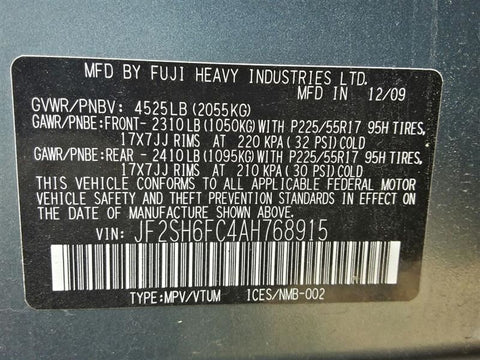 MFD BY FUJI HEAVY INDUSTRIES LTD.
IN 12/09
GVWR/PNBV: 4525LB (2055KG)
GAWR/PNBE:FRONT-2310LB(1050KG)WITH P225/55R17 95H TIRES,
17X7JJ RIMS AT 220 KPA (32 PSI)COLD
GAWR/PNBE:REAR -2410LB(1095KG)WITH P225/55R17 95H TIRES,
17X7JJ RIMS AT 210 KPA (30 PSI)COLD
THIS VEHICLE CONFORMS TO ALL APPLICABLE FEDERAL MOTOR
VEHICLE SAFETY, BUMPER, AND THEFT PREVENTION STANDARDS
IN EFFECT ON THE DATE OF MANUFACTURE SHOWN ABOVE.
VIN: JF2SH6FC4AH768915
TYPE:MPV/VTUM 1CES/NMB-002